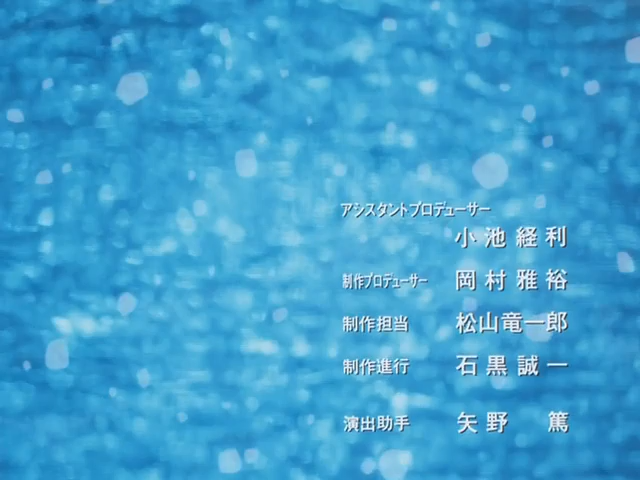 アシスタントプロデューサー
小池経利
制作プロデューサー 岡村雅裕
制作担当 松山竜一郎
制作進行 石黒誠一
演出助手 矢野 篤